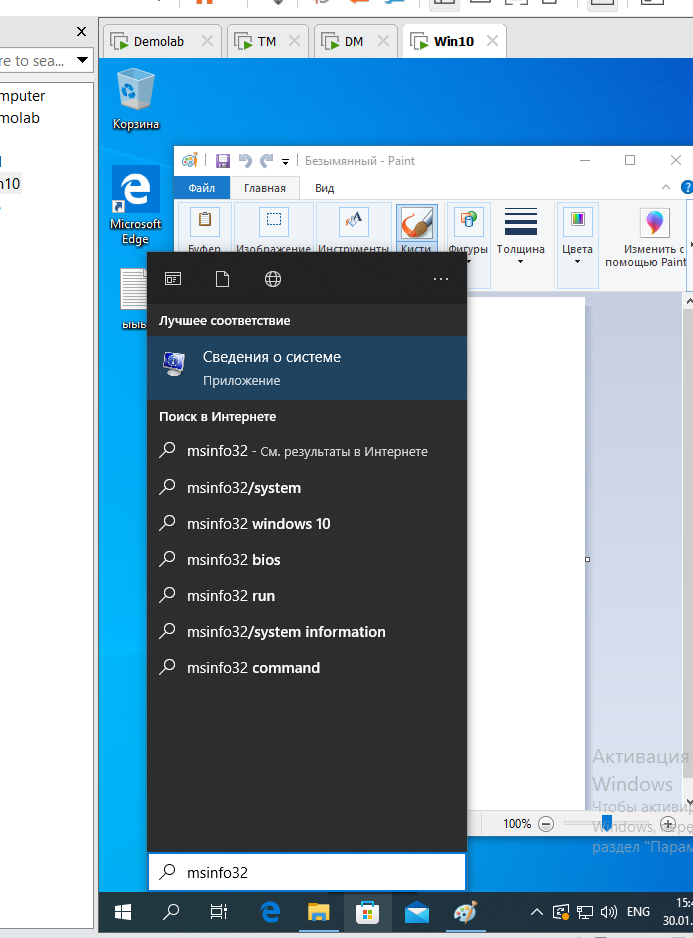 re to sea...
mputer
molab
n10
Demolab
TM
DM
Win10
Корзина
Microsoft
Edge
Безымянный - Paint
Файл
Главная
Вид
Буфер
Изображение
Инструменты
Кисти
Фигуры
Толщина
Цвета
Изменить с
помощью Paint
Лучшее соответствие
Сведения о системе
Приложение
Поиск в Интернете
msinfo32 - См. результаты в Интернете
msinfo32/system
msinfo32 windows 10
msinfo32 bios
msinfo32 run
msinfo32/system information
msinfo32 command
Активация
Windows
Чтобы активир
Windows, пере
раздел "Парам
100%
msinfo32
ENG
15:4
30.01.